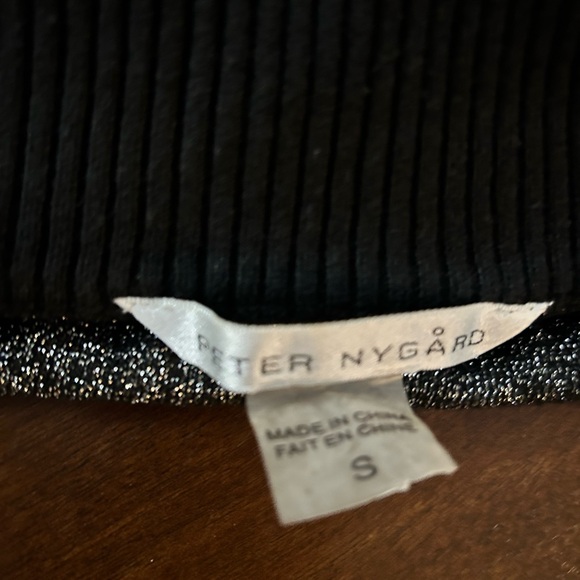 PETER NYGÅRD
MADE IN CHINA
FAIT EN CHINE
S